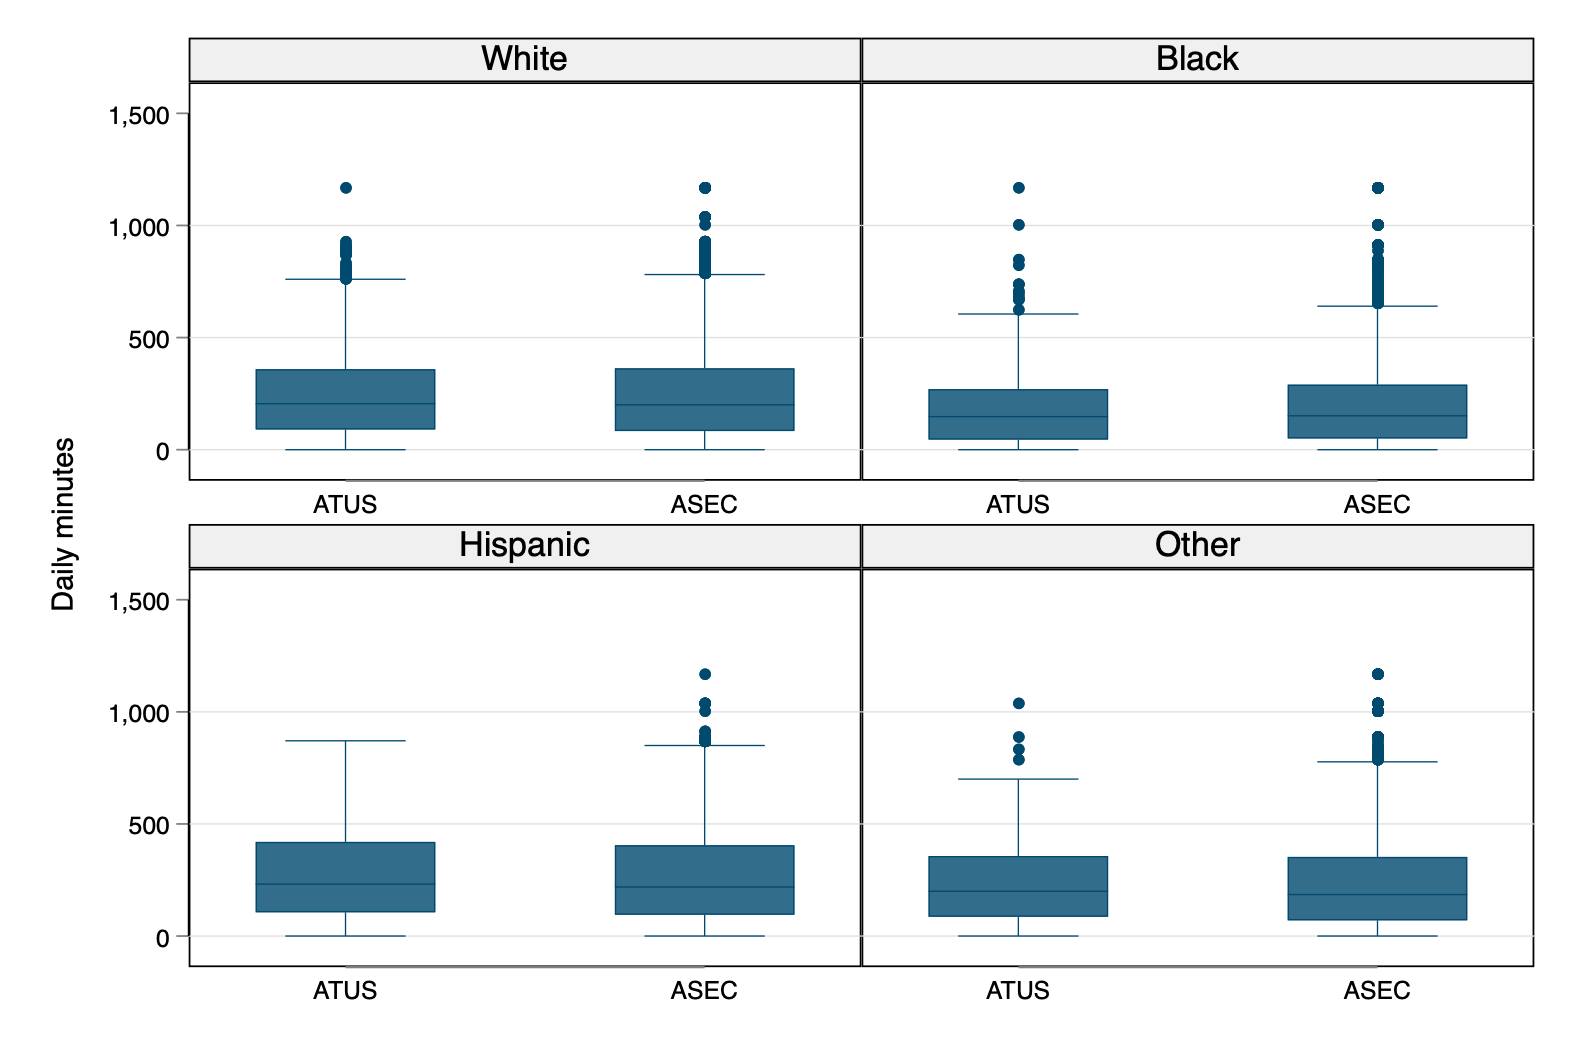 White
Black
1,500
1,000
500
0
ATUS
ASEC
ATUS
ASEC
Daily minutes
Hispanic
Other
1,500
1,000
500
0
ATUS
ASEC
ATUS
ASEC